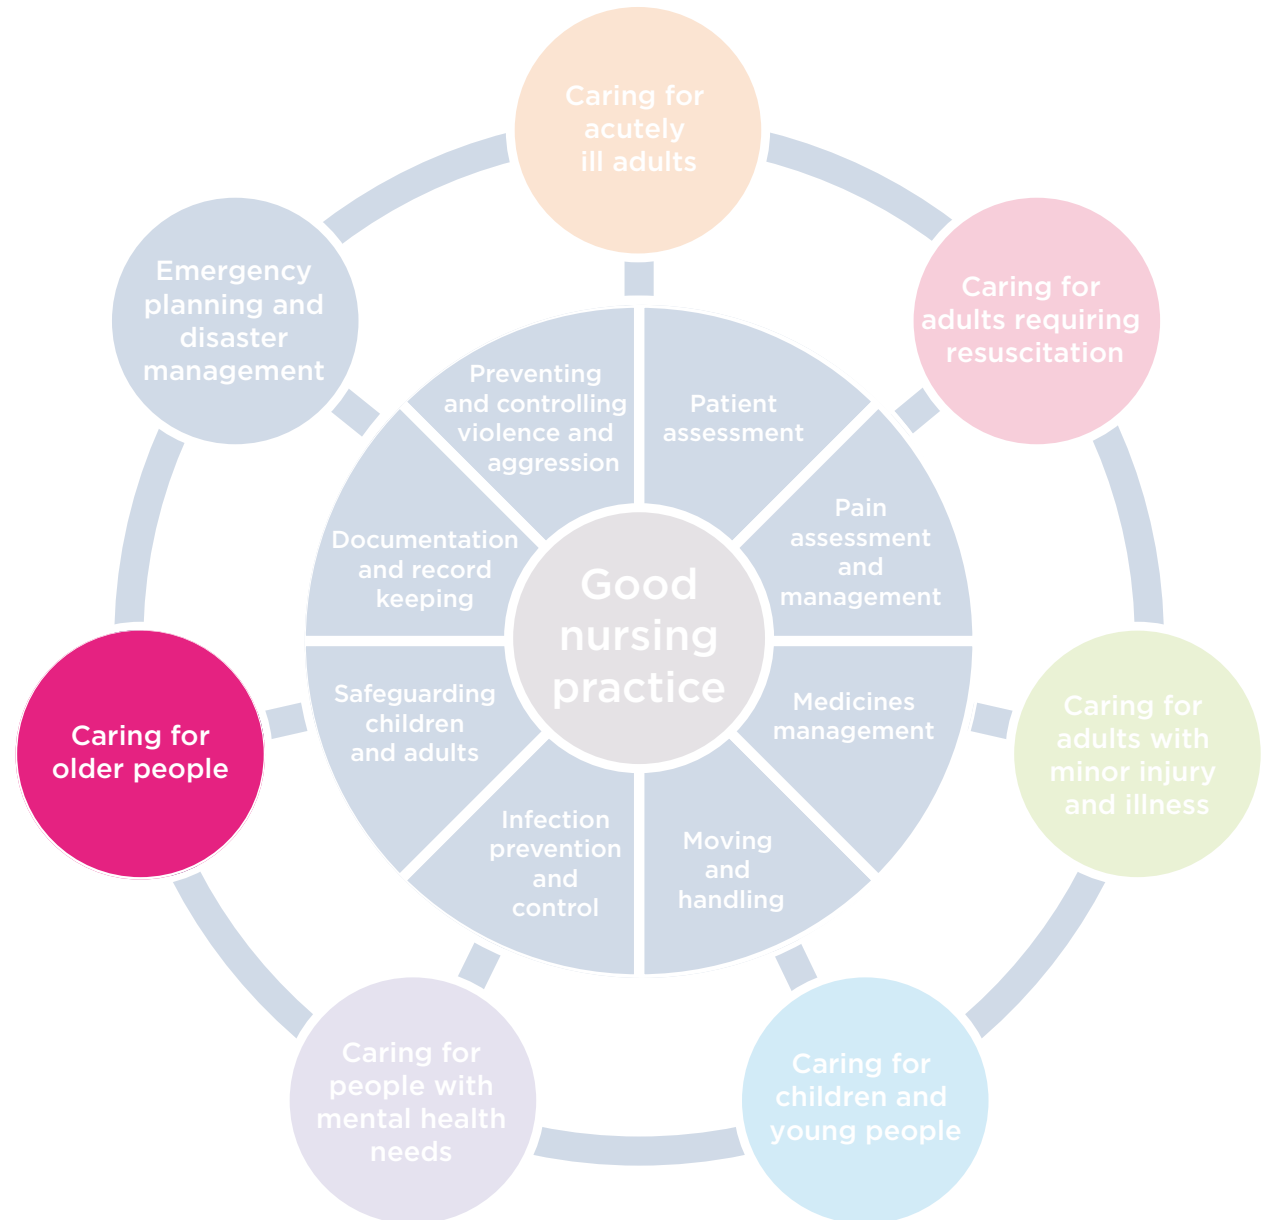 Caring for
acutely
ill adults
Caring for
adults requiring
resuscitation
Caring for
adults with
minor injury
and illness
Caring for
children and
young people
Caring for
people with
mental health
needs
Caring for
older people
Emergency
planning and
disaster
management
Patient
assessment
Pain
assessment
and
management
Medicines
management
Moving
and
handling
Infection
prevention
and
control
Safeguarding
children
and adults
Documentation
and record
keeping
Preventing
and controlling
violence and
aggression
Good
nursing
practice